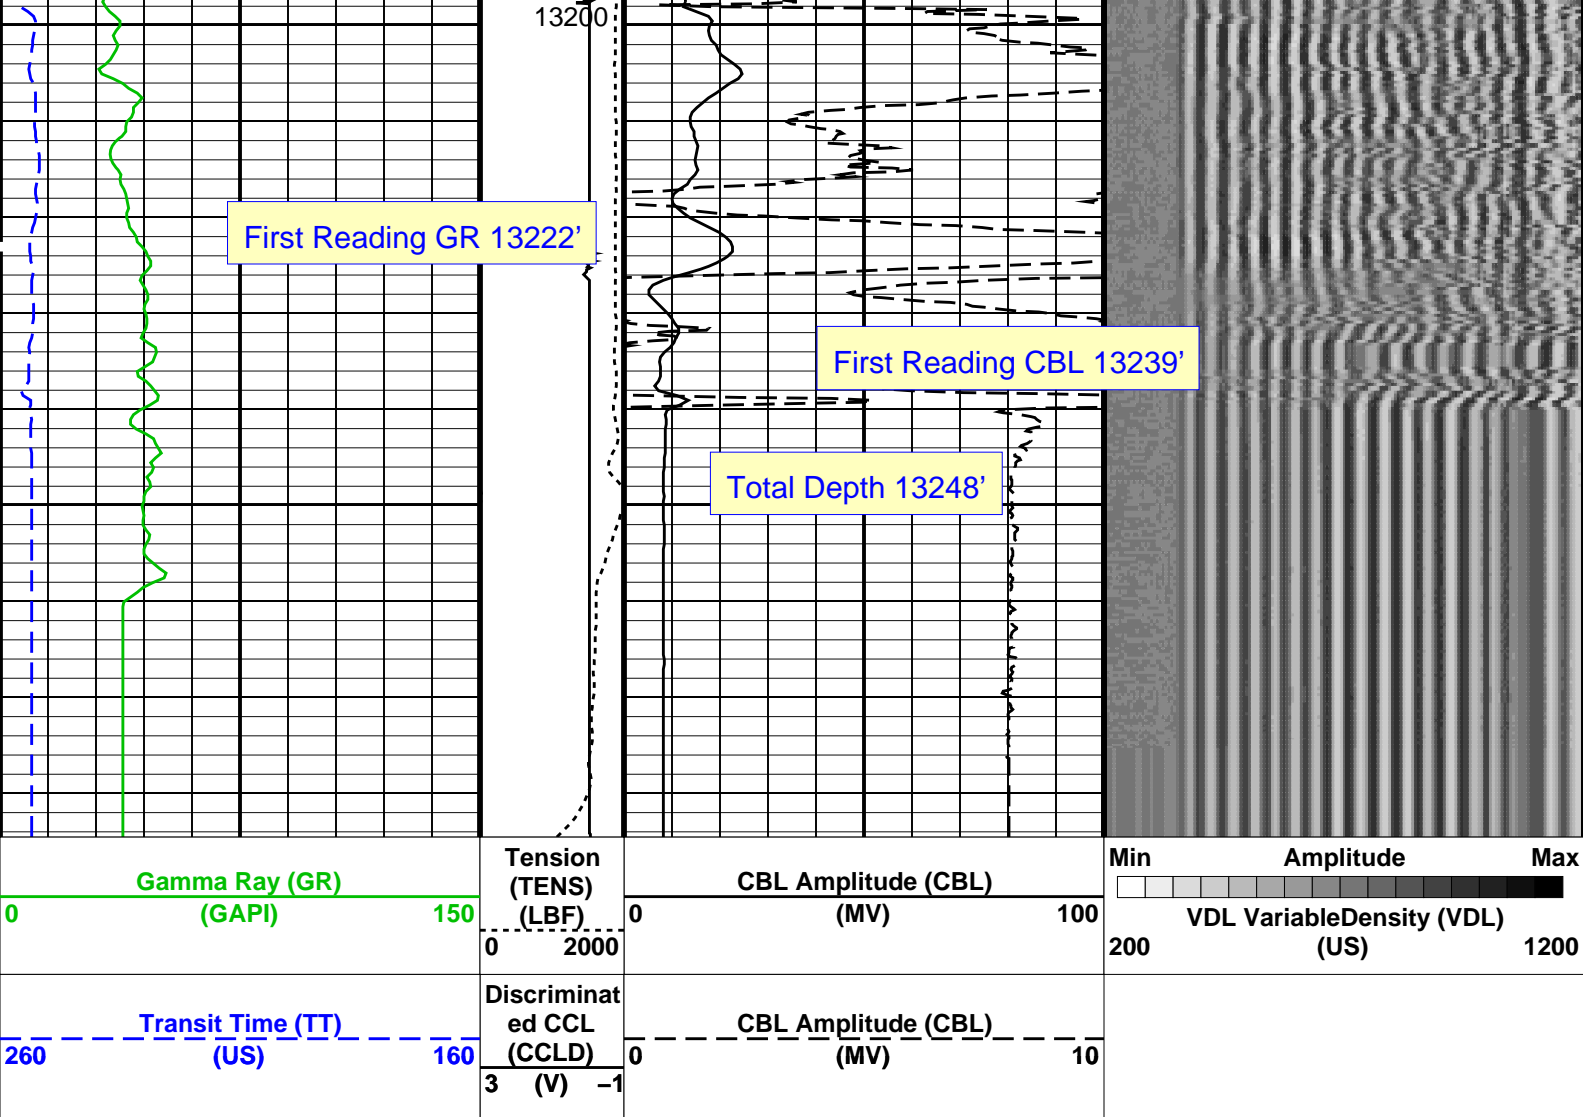 13200
First Reading GR 13222’
First Reading CBL 13239’
Total Depth 13248’
Gamma Ray (GR)
0 (GAPI) 150
Tension
(TENS)
(LBF)
0 2000
CBL Amplitude (CBL)
0 (MV) 100
Min Amplitude Max
VDL VariableDensity (VDL)
200 (US) 1200
Transit Time (TT)
260 (US) 160
Discriminat
ed CCL
(CCLD)
3 (V) −1
CBL Amplitude (CBL)
0 (MV) 10